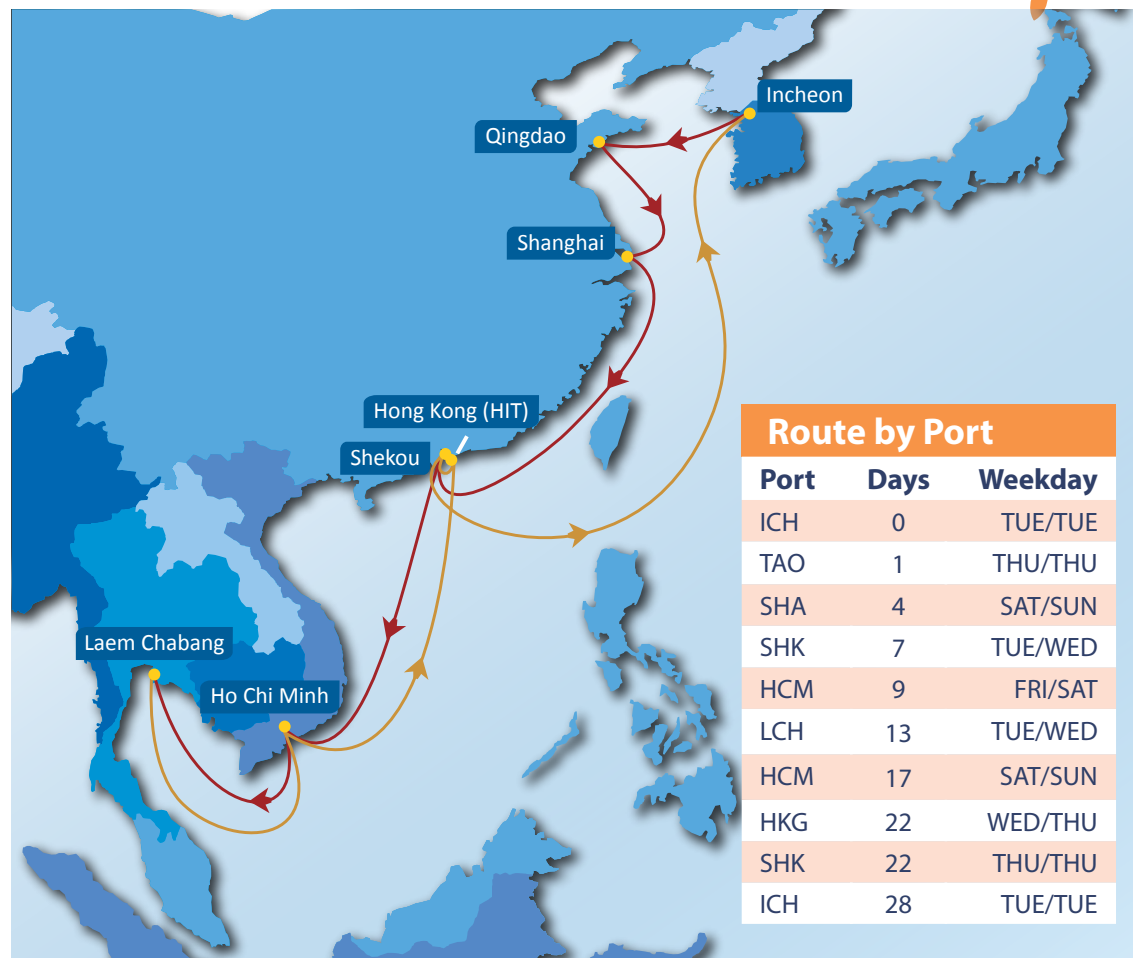 Incheon
Qingdao
Shanghai
Hong Kong (HIT)
Shekou
Laem Chabang
Ho Chi Minh
Route by Port
Port Days Weekday
ICH 0 TUE/TUE
TAO 1 THU/THU
SHA 4 SAT/SUN
SHK 7 TUE/WED
HCM 9 FRI/SAT
LCH 13 TUE/WED
HCM 17 SAT/SUN
HKG 22 WED/THU
SHK 22 THU/THU
ICH 28 TUE/TUE